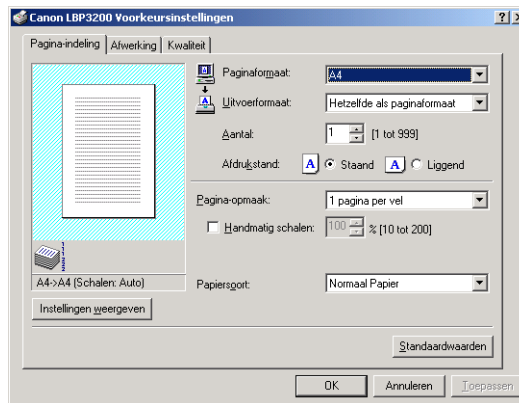 Canon LBP3200 Voorkeursinstellingen
Pagina-indeling
Afwerking
Kwaliteit
Paginaformaat:
A4
Uitvoerformaat:
Hetzelfde als paginaformaat
Aantal:
1
[1 tot 999]
Afdrukstand:
A
Staand
A
Liggend
Pagina-opmaak:
1 pagina per vel
Handmatig schalen:
100
% [10 tot 200]
A4->A4 (Schalen: Auto)
Papiersoort:
Normaal Papier
Instellingen weergeven
Standaardwaarden
OK
Annuleren
Toepassen